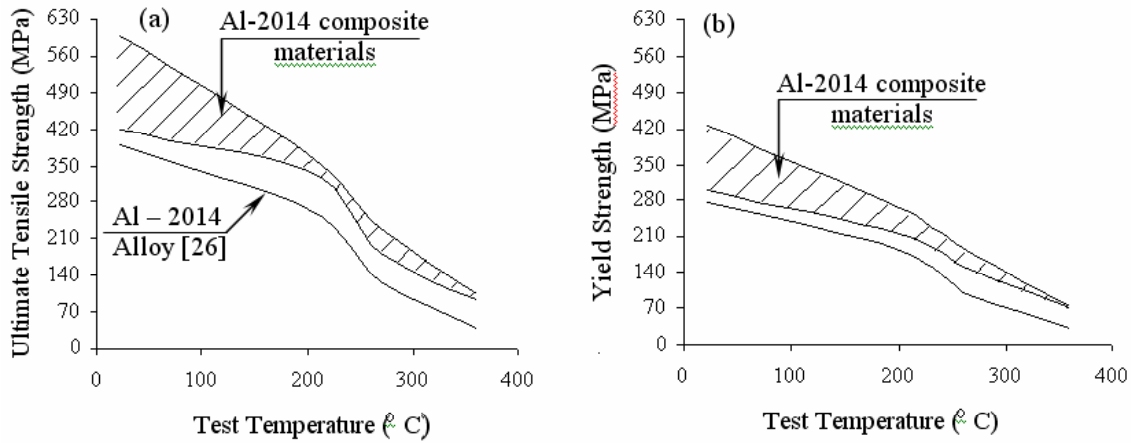 (a)
Al-2014 composite
materials
Al – 2014
Alloy [26]
Ultimate Tensile Strength (MPa)
630
560
490
420
350
280
210
140
70
0
0 100 200 300 400
Test Temperature (º C)
(b)
Al-2014 composite
materials
Yield Strength (MPa)
630
560
490
420
350
280
210
140
70
0
0 100 200 300 400
Test Temperature (º C)